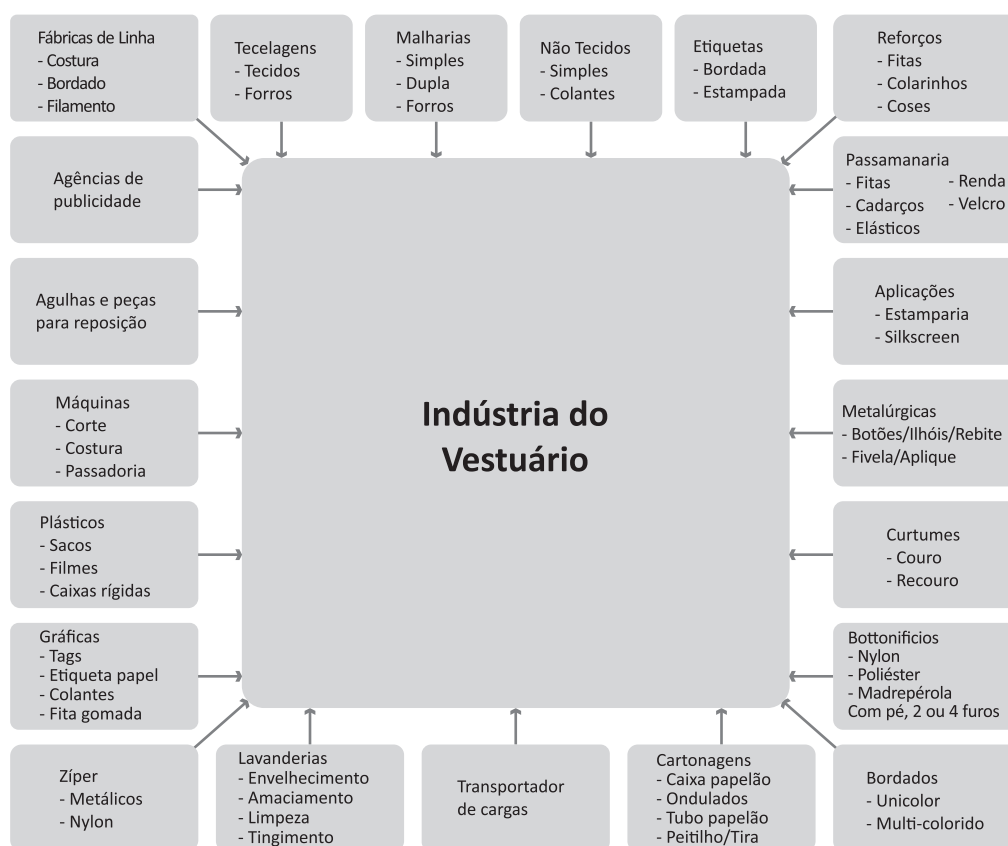 Fábricas de Linha
- Costura
- Bordado
- Filamento
Tecelagens
- Tecidos
- Forros
Malharias
- Simples
- Dupla
- Forros
Não Tecidos
- Simples
- Colantes
Etiquetas
- Bordada
- Estampada
Reforços
- Fitas
- Colarinhos
- Coses
Agências de
publicidade
Passamanaria
- Fitas
- Renda
- Cadarços
- Velcro
- Elásticos
Agulhas e peças
para reposição
Aplicações
- Estamparia
- Silkscreen
Máquinas
- Corte
- Costura
- Passadoria
Indústria do
Vestuário
Metalúrgicas
- Botões/Ilhóis/Rebite
- Fivela/Aplique
Plásticos
- Sacos
- Filmes
- Caixas rígidas
Curtumes
- Couro
- Recouro
Gráficas
- Tags
- Etiqueta papel
- Colantes
- Fita gomada
Bottonificios
- Nylon
- Poliéster
- Madrepérola
Com pé, 2 ou 4 furos
Zíper
- Metálicos
- Nylon
Lavanderias
- Envelhecimento
- Amaciamento
- Limpeza
- Tingimento
Transportador
de cargas
Cartonagens
- Caixa papelão
- Ondulados
- Tubo papelão
- Peitilho/Tira
Bordados
- Unicolor
- Multi-colorido